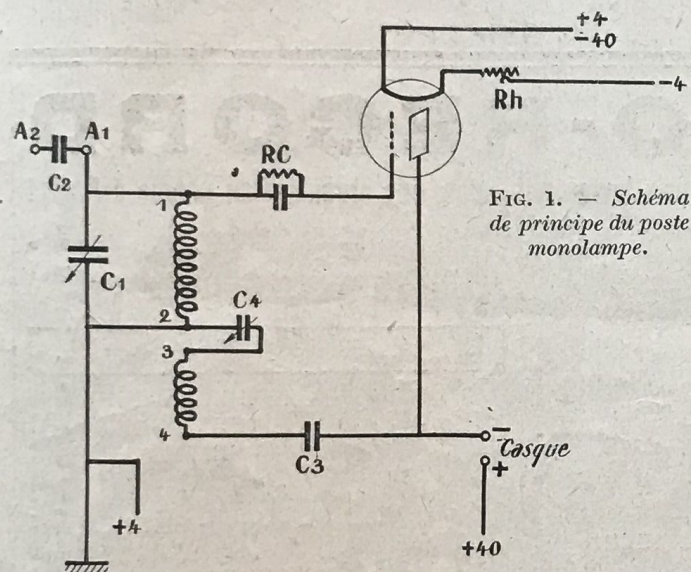 +4
-40
-4
Rh
A2
A1
RC
C2
1
FIG. 1. — Schéma
de principe du poste
monolampe.
C1
C4
2
3
4
C3
-
Casque
+
+4
+40